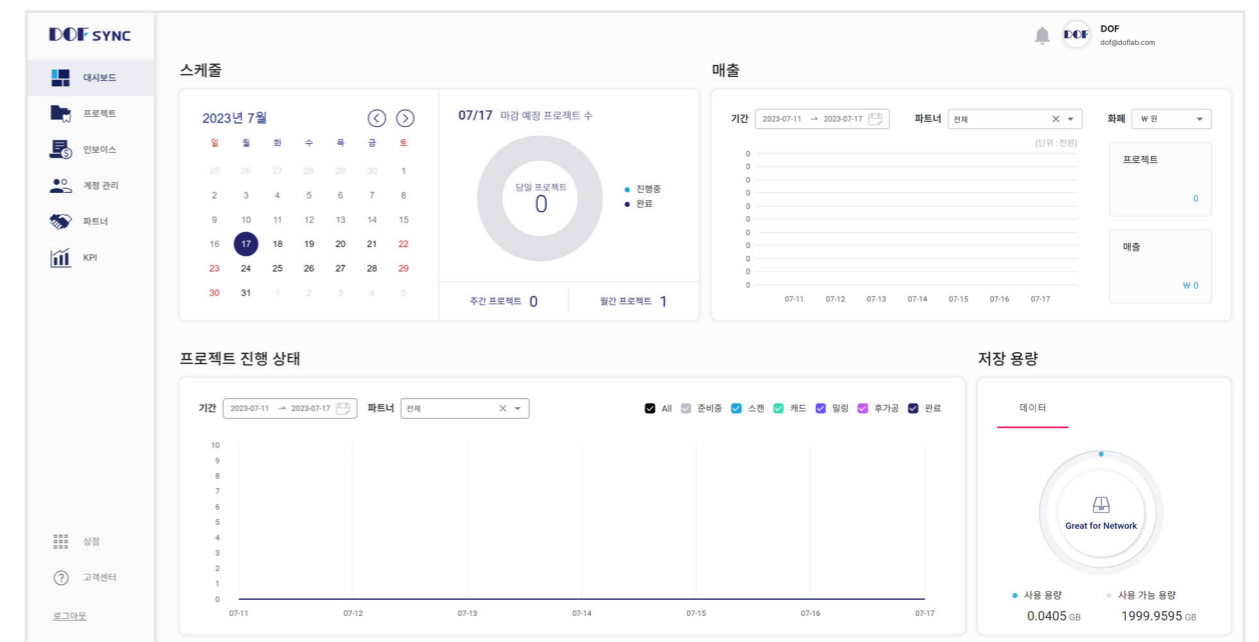 DOF SYNC
DOF
DOF
dof@doflab.com
대시보드
프로젝트
인보이스
계정 관리
파트너
KPI
상점
고객센터
로그아웃
스케줄
2023년 7월
일 월 화 수 목 금 토
25 26 27 28 29 30 1
2 3 4 5 6 7 8
9 10 11 12 13 14 15
16 17 18 19 20 21 22
23 24 25 26 27 28 29
30 31 1 2 3 4 5
07/17 마감 예정 프로젝트 수
당일 프로젝트
0
진행중
완료
주간 프로젝트 0 월간 프로젝트 1
매출
기간 2023-07-11 → 2023-07-17 파트너 전체 화폐 ₩ 원
(단위 : 천원)
0
0
0
0
0
0
0
0
0
0
0
07-11 07-12 07-13 07-14 07-15 07-16 07-17
프로젝트
0
매출
₩ 0
프로젝트 진행 상태
기간 2023-07-11 → 2023-07-17 파트너 전체 All 준비중 스캔 캐드 밀링 후가공 완료
10
9
8
7
6
5
4
3
2
1
0
07-11 07-12 07-13 07-14 07-15 07-16 07-17
저장 용량
데이터
Great for Network
사용 용량 사용 가능 용량
0.0405 GB 1999.9595 GB